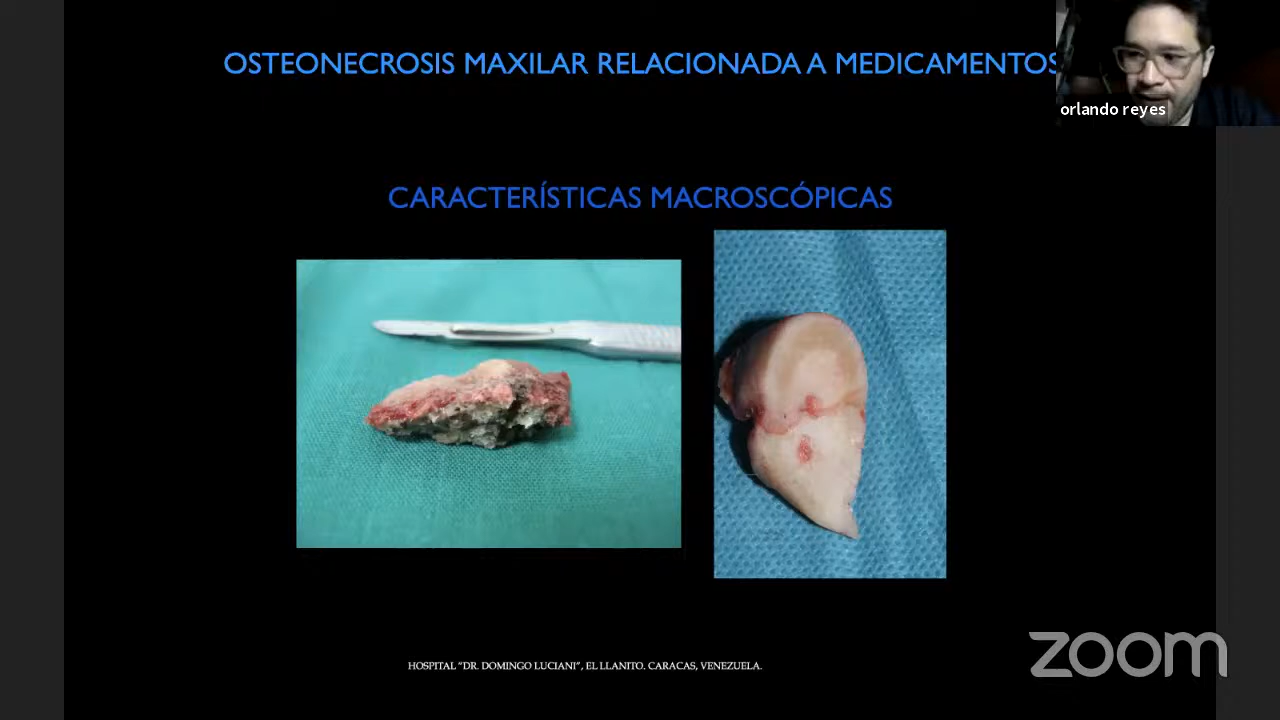 OSTEONECROSIS MAXILAR RELACIONADA A MEDICAMENTOS
orlando reyes
CARACTERÍSTICAS MACROSCÓPICAS
HOSPITAL "DR. DOMINGO LUCIANI", EL LLANITO. CARACAS, VENEZUELA.
zoom